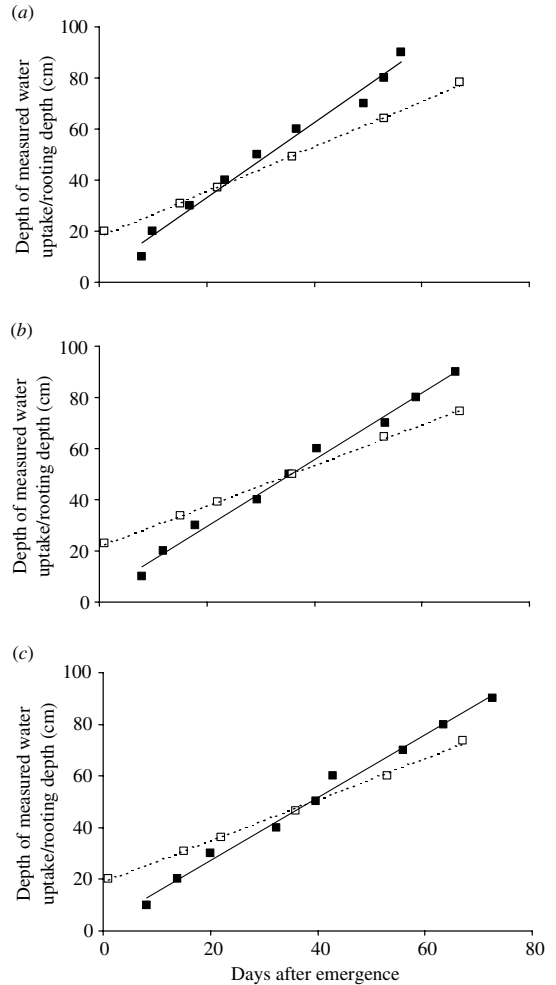 (a)
100
80
60
40
20
0
Depth of measured water
uptake/rooting depth (cm)
(b)
100
80
60
40
20
0
Depth of measured water
uptake/rooting depth (cm)
(c)
100
80
60
40
20
0
Depth of measured water
uptake/rooting depth (cm)
0 20 40 60 80
Days after emergence